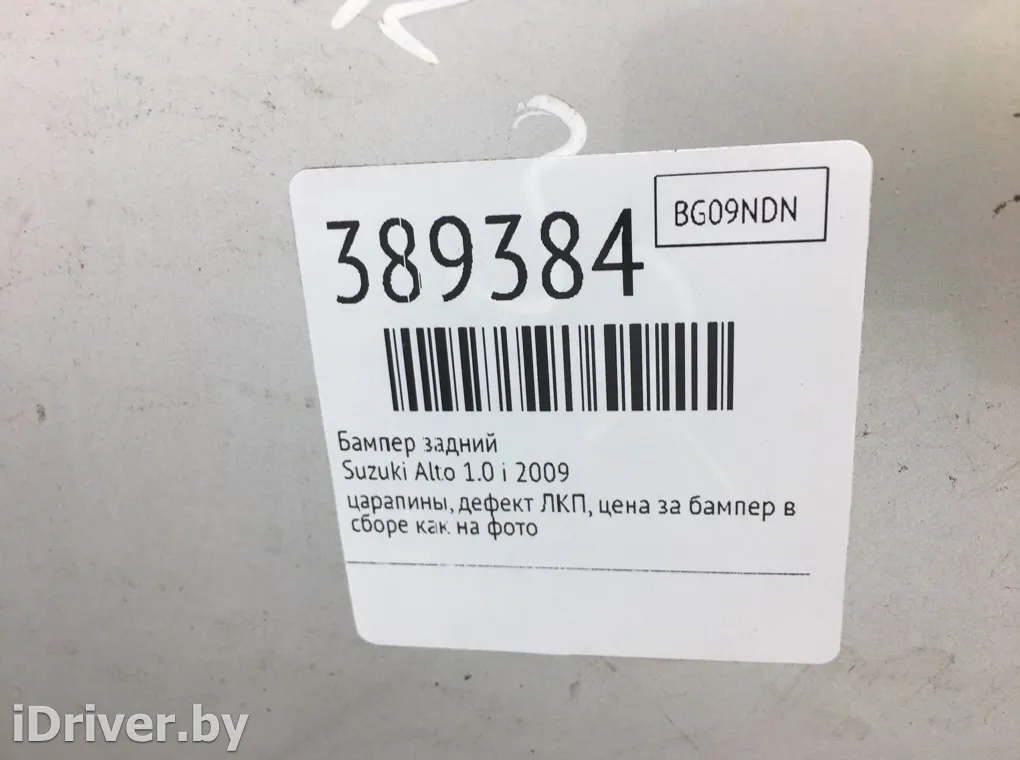 389384
BG09NDN
Бампер задний
Suzuki Alto 1.0 i 2009
царапины, дефект ЛКП, цена за бампер в
сборе как на фото
iDriver.by